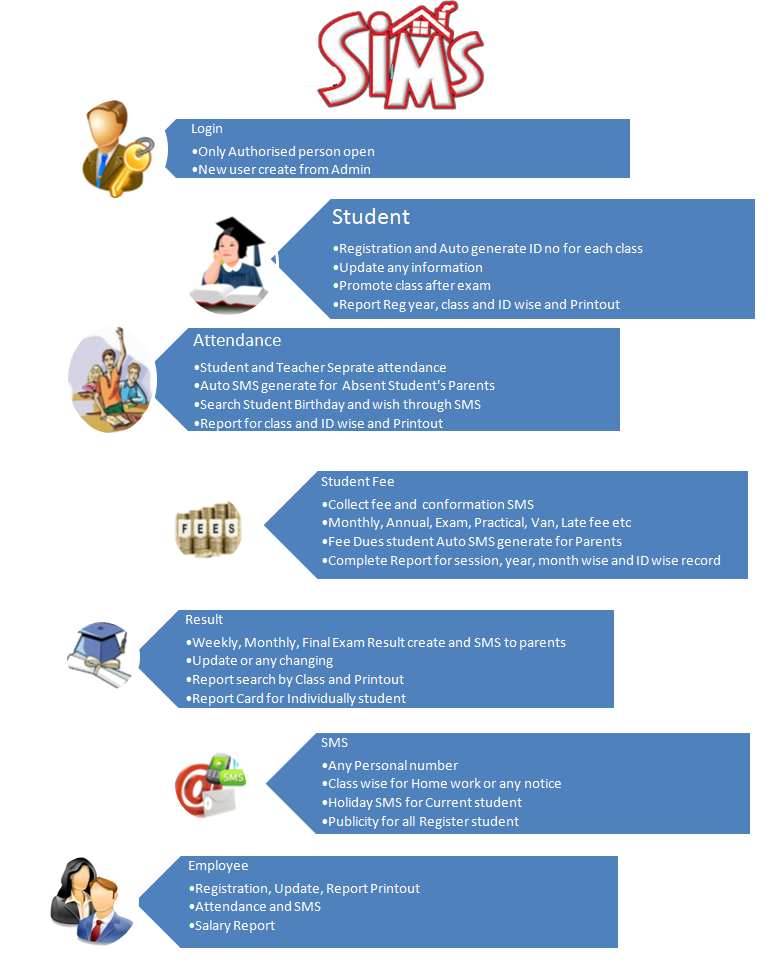 SiMs
Login
•Only Authorised person open
•New user create from Admin
Student
•Registration and Auto generate ID no for each class
•Update any information
•Promote class after exam
•Report Reg year, class and ID wise and Printout
Attendance
•Student and Teacher Seprate attendance
•Auto SMS generate for Absent Student's Parents
•Search Student Birthday and wish through SMS
•Report for class and ID wise and Printout
Student Fee
•Collect fee and conformation SMS
•Monthly, Annual, Exam, Practical, Van, Late fee etc
•Fee Dues student Auto SMS generate for Parents
•Complete Report for session, year, month wise and ID wise record
FEES
Result
•Weekly, Monthly, Final Exam Result create and SMS to parents
•Update or any changing
•Report search by Class and Printout
•Report Card for Individually student
SMS
•Any Personal number
•Class wise for Home work or any notice
•Holiday SMS for Current student
•Publicity for all Register student
@ SMS
Employee
•Registration, Update, Report Printout
•Attendance and SMS
•Salary Report